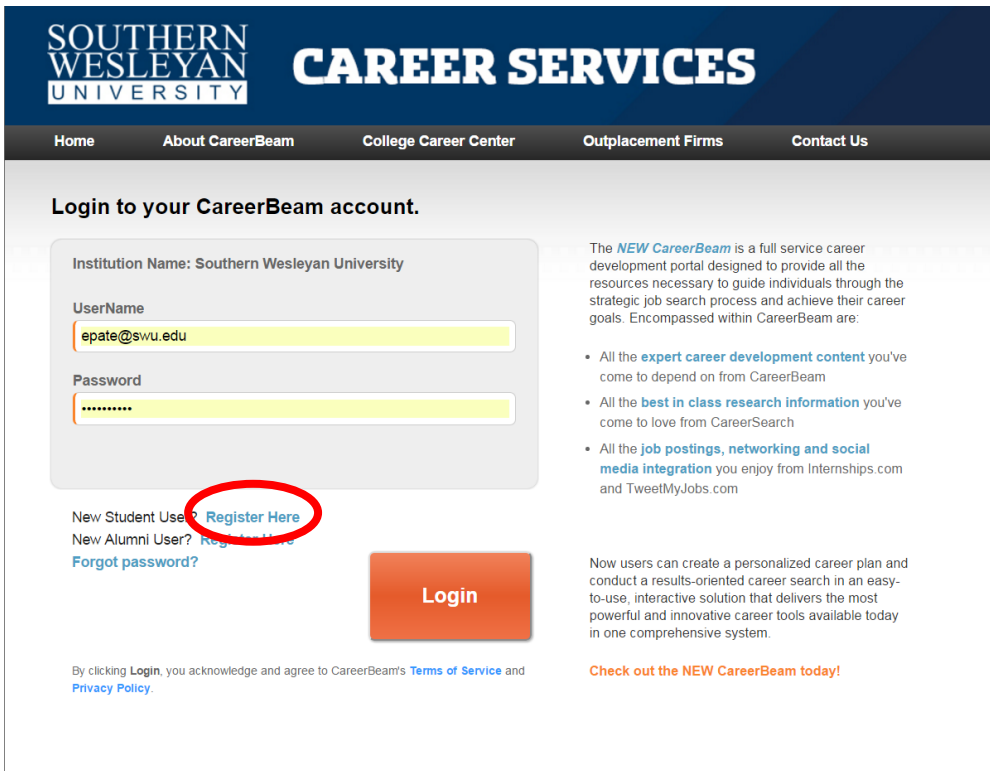 SOUTHERN
WESLEYAN
UNIVERSITY
CAREER SERVICES
Home About CareerBeam College Career Center Outplacement Firms Contact Us
Login to your CareerBeam account.
Institution Name: Southern Wesleyan University
UserName
epate@swu.edu
Password
••••••••••
New Student User? Register Here
New Alumni User? Register Here
Forgot password?
Login
By clicking Login, you acknowledge and agree to CareerBeam's Terms of Service and
Privacy Policy.
The NEW CareerBeam is a full service career
development portal designed to provide all the
resources necessary to guide individuals through the
strategic job search process and achieve their career
goals. Encompassed within CareerBeam are:
• All the expert career development content you've
come to depend on from CareerBeam
• All the best in class research information you've
come to love from CareerSearch
• All the job postings, networking and social
media integration you enjoy from Internships.com
and TweetMyJobs.com
Now users can create a personalized career plan and
conduct a results-oriented career search in an easy-
to-use, interactive solution that delivers the most
powerful and innovative career tools available today
in one comprehensive system.
Check out the NEW CareerBeam today!